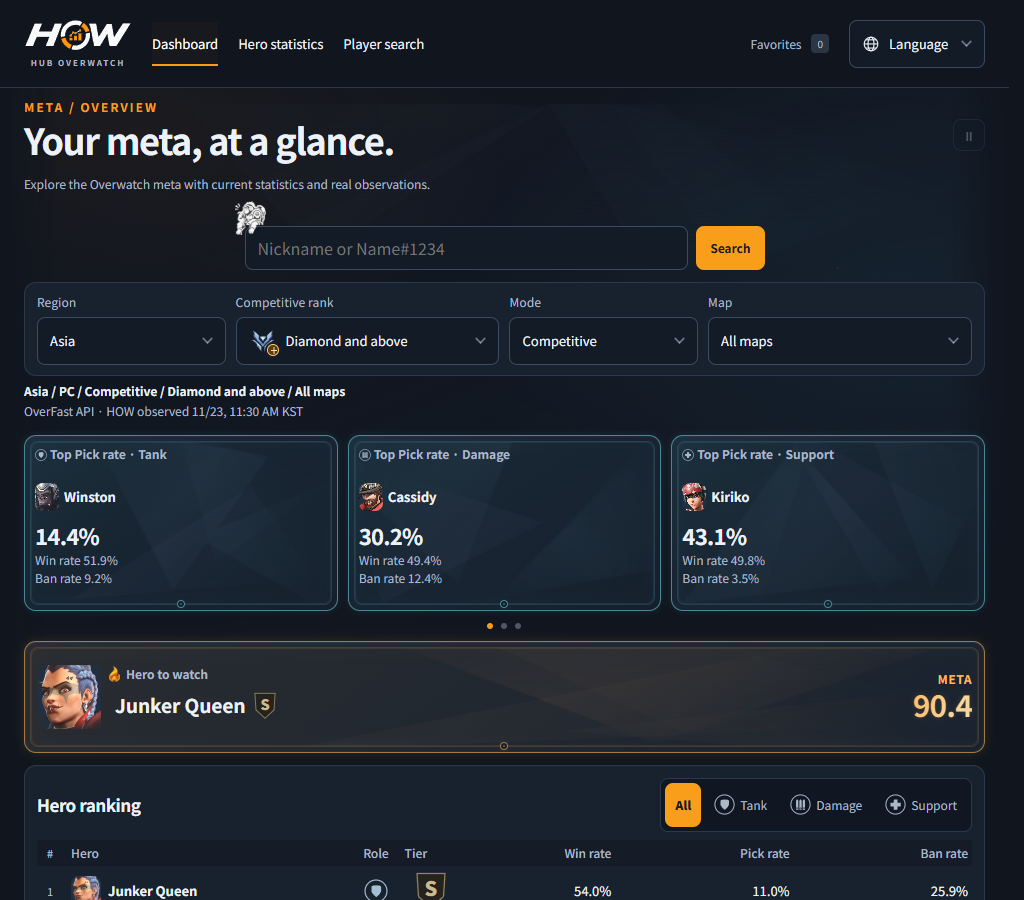 HOW
HUB OVERWATCH
Dashboard Hero statistics Player search Favorites 0 Language
META / OVERVIEW
Your meta, at a glance.
Explore the Overwatch meta with current statistics and real observations.
Nickname or Name#1234 Search
Region Competitive rank Mode Map
Asia Diamond and above Competitive All maps
Asia / PC / Competitive / Diamond and above / All maps
OverFast API · HOW observed 11/23, 11:30 AM KST
Top Pick rate · Tank
Winston
14.4%
Win rate 51.9%
Ban rate 9.2%
Top Pick rate · Damage
Cassidy
30.2%
Win rate 49.4%
Ban rate 12.4%
Top Pick rate · Support
Kiriko
43.1%
Win rate 49.8%
Ban rate 3.5%
Hero to watch
Junker Queen S
META
90.4
Hero ranking
All Tank Damage Support
# Hero Role Tier Win rate Pick rate Ban rate
1 Junker Queen S 54.0% 11.0% 25.9%